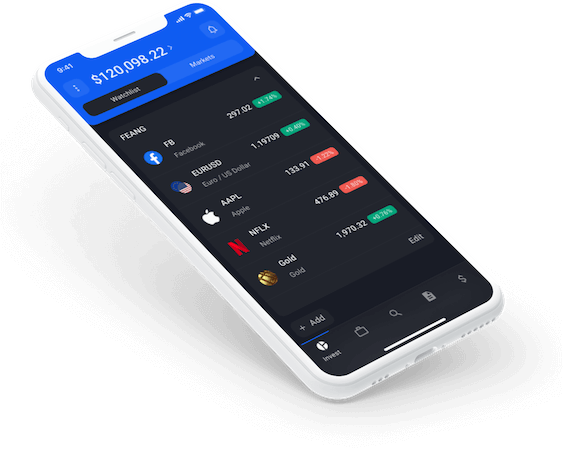 9:41
$120,098.22
Watchlist Markets
FEANG
FB 297.02 +1.74%
Facebook
EURUSD 1.19709 +0.40%
Euro / US Dollar
AAPL 133.91 -1.22%
Apple
NFLX 476.89 -1.80%
Netflix
Gold 1,970.32 +0.76%
Gold
Edit
+ Add
Invest
$